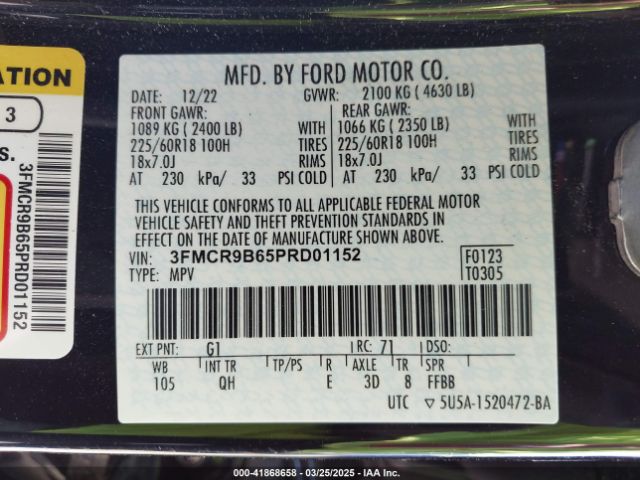 ATION
3
S.
3FMCR9B65PRD01152
MFD. BY FORD MOTOR CO.
DATE: 12/22 GVWR: 2100 KG ( 4630 LB)
FRONT GAWR: REAR GAWR:
1089 KG ( 2400 LB) WITH 1066 KG ( 2350 LB) WITH
225/60R18 100H TIRES 225/60R18 100H TIRES
18x7.0J RIMS 18x7.0J RIMS
AT 230 kPa/ 33 PSI COLD AT 230 kPa/ 33 PSI COLD
THIS VEHICLE CONFORMS TO ALL APPLICABLE FEDERAL MOTOR
VEHICLE SAFETY AND THEFT PREVENTION STANDARDS IN
EFFECT ON THE DATE OF MANUFACTURE SHOWN ABOVE.
VIN: 3FMCR9B65PRD01152 F0123
TYPE: MPV T0305
EXT PNT: G1 RC: 71 DSO:
WB INT TR TP/PS R AXLE TR SPR
105 QH E 3D 8 FFBB
UTC ▽5U5A-1520472-BA
000-41868658 - 03/25/2025 - IAA Inc.